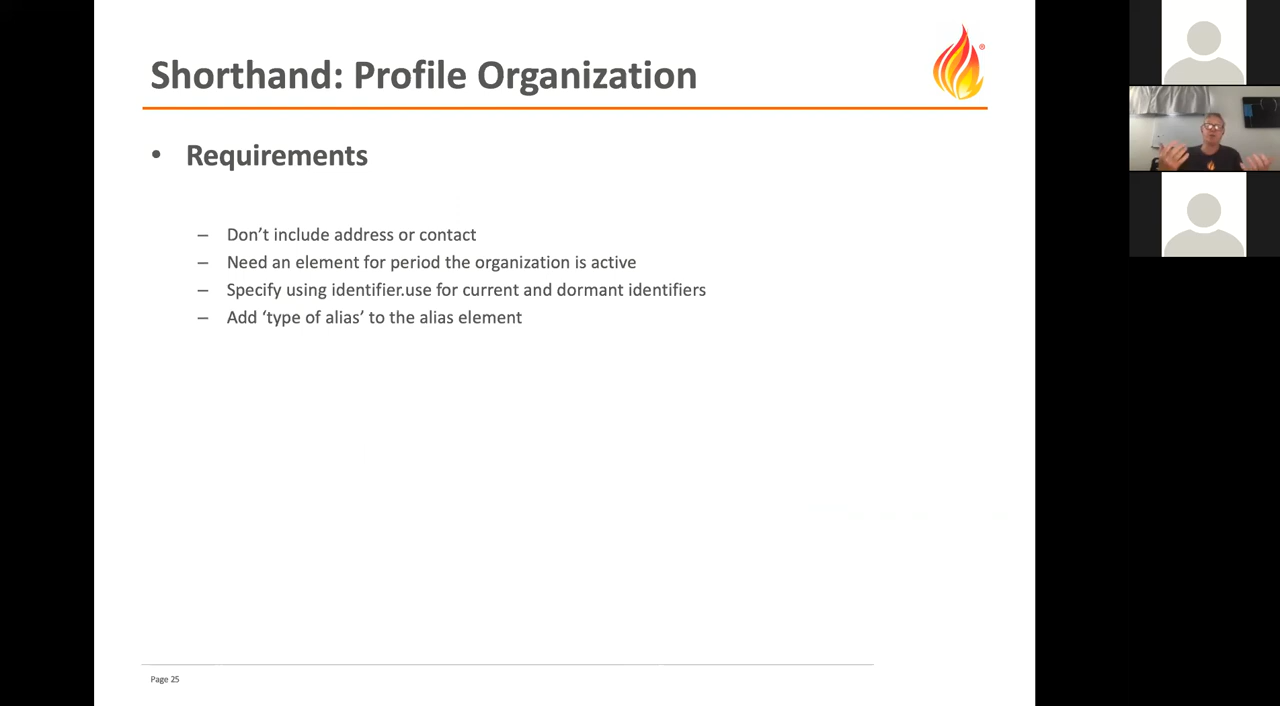 Shorthand: Profile Organization
®
• Requirements
– Don’t include address or contact
– Need an element for period the organization is active
– Specify using identifier.use for current and dormant identifiers
– Add ‘type of alias’ to the alias element
Page 25